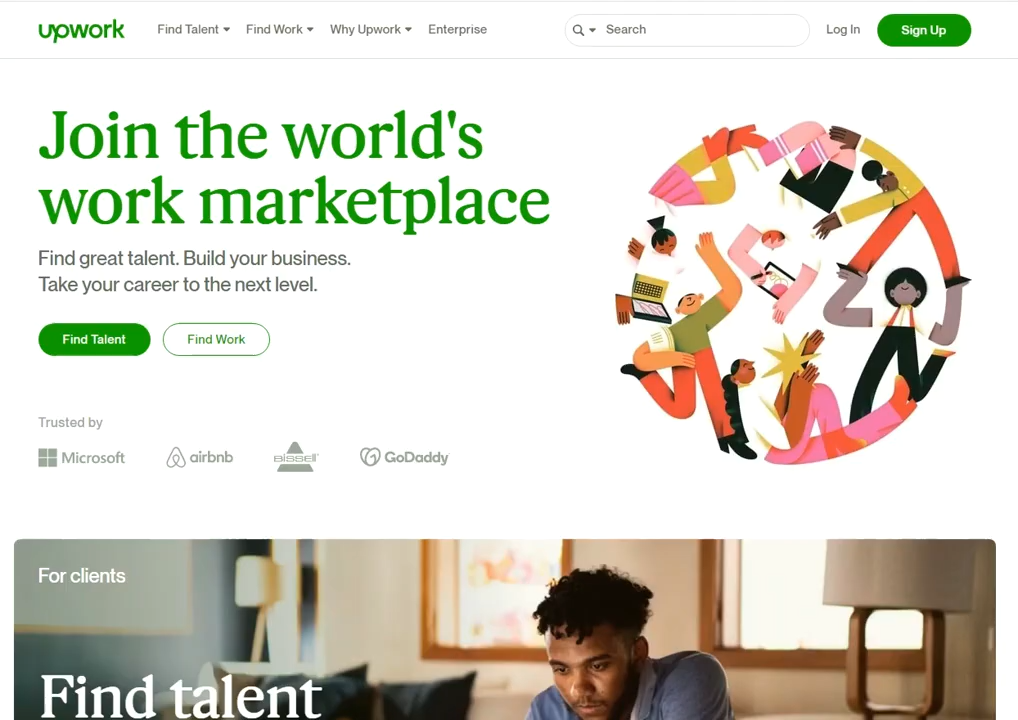 upwork
Find Talent
Find Work
Why Upwork
Enterprise
Search
Log In
Sign Up
Join the world's
work marketplace
Find great talent. Build your business.
Take your career to the next level.
Find Talent
Find Work
Trusted by
Microsoft
airbnb
BISSELL
GoDaddy
For clients
Find talent